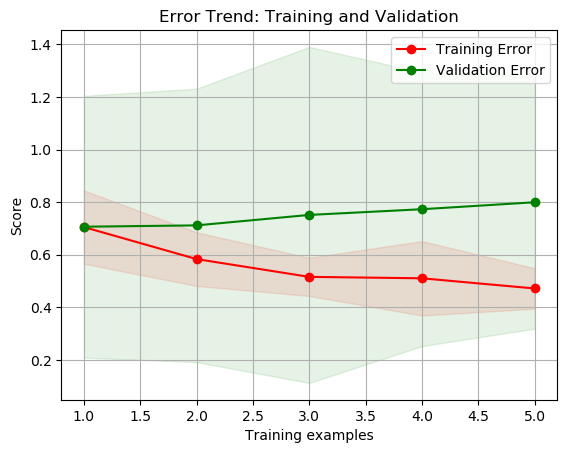 Error Trend: Training and Validation
Training Error
Validation Error
Score
1.4
1.2
1.0
0.8
0.6
0.4
0.2
1.0 1.5 2.0 2.5 3.0 3.5 4.0 4.5 5.0
Training examples